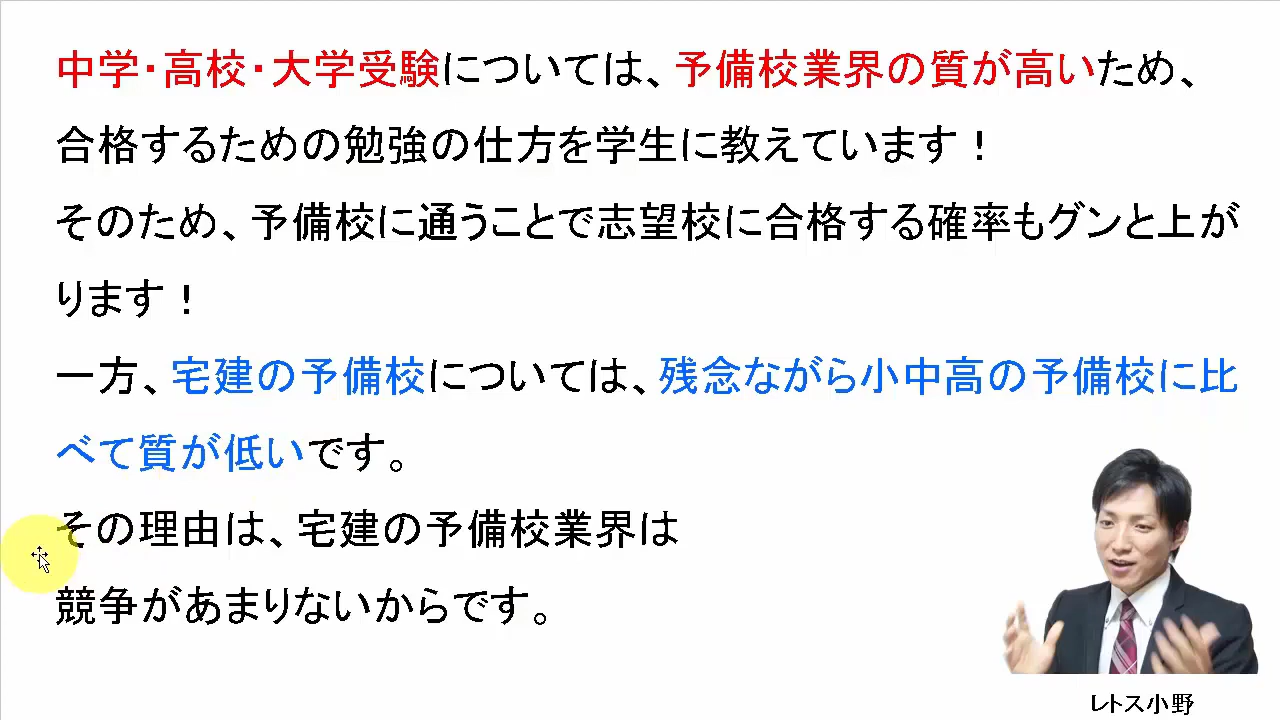 中学・高校・大学受験については、予備校業界の質が高いため、
合格するための勉強の仕方を学生に教えています！
そのため、予備校に通うことで志望校に合格する確率もグンと上が
ります！
一方、宅建の予備校については、残念ながら小中高の予備校に比
べて質が低いです。
その理由は、宅建の予備校業界は
競争があまりないからです。
レトス小野